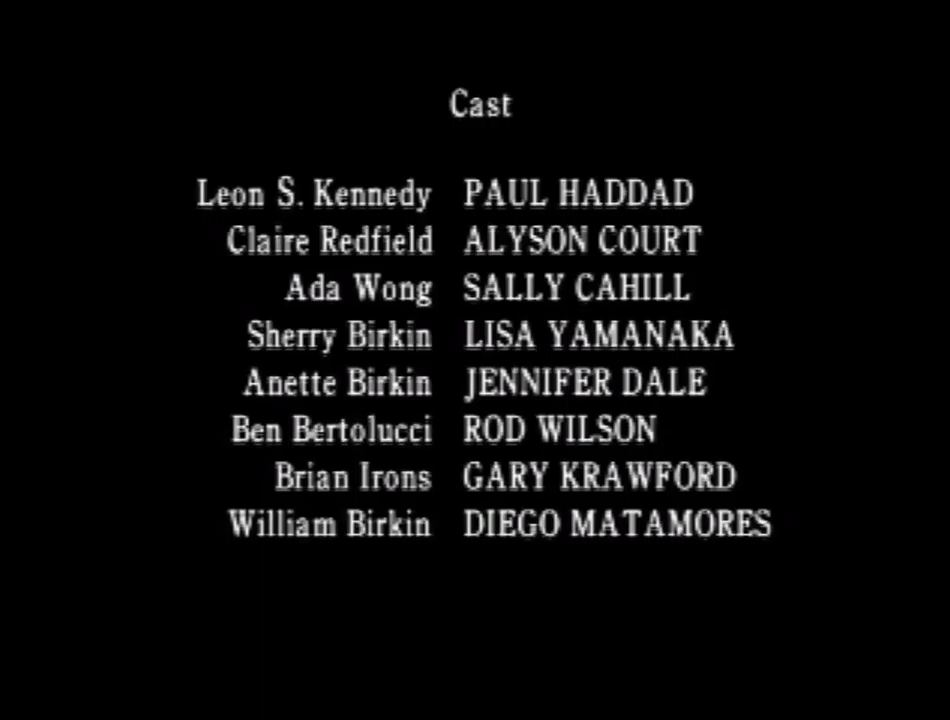 Cast
Leon S. Kennedy PAUL HADDAD
Claire Redfield ALYSON COURT
Ada Wong SALLY CAHILL
Sherry Birkin LISA YAMANAKA
Anette Birkin JENNIFER DALE
Ben Bertolucci ROD WILSON
Brian Irons GARY KRAWFORD
William Birkin DIEGO MATAMORES